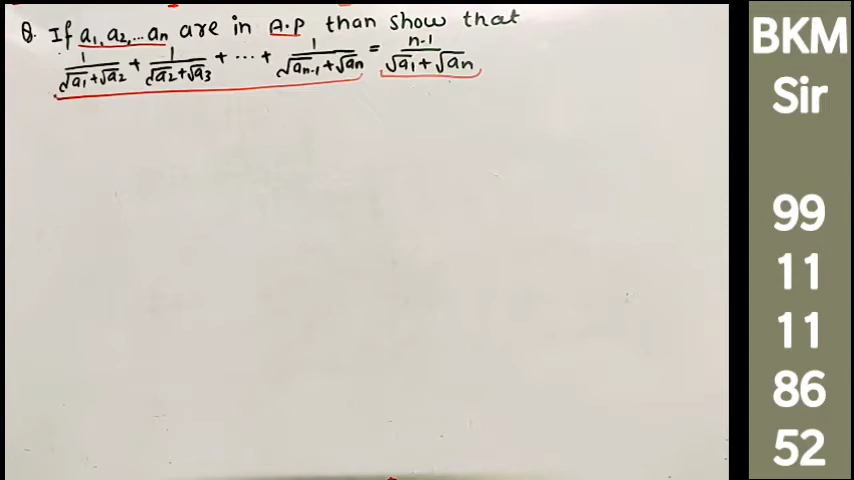 Q. If a₁, a₂, ... aₙ are in A.P than show that
1/(√a₁+√a₂) + 1/(√a₂+√a₃) + ... + 1/(√aₙ₋₁+√aₙ) = n-1/(√a₁+√aₙ)
BKM
Sir
99
11
11
86
52